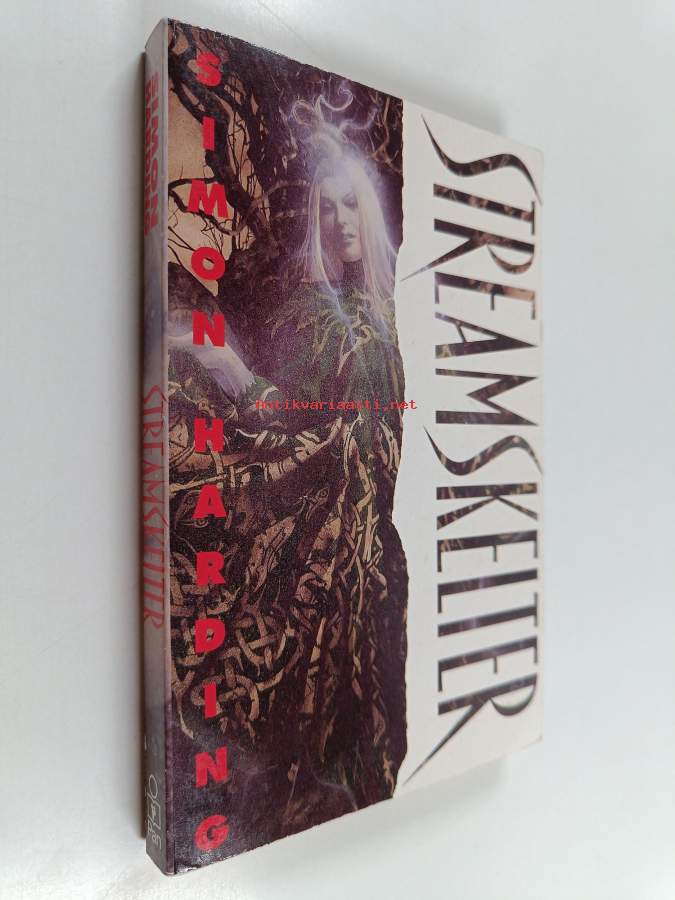 SIMON HARDING
STREAMSKELTER
STREAMSKELTER
Antikvariaatti.net